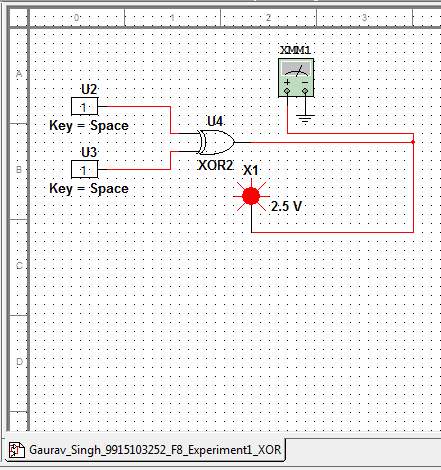 0 1 2 3
A
XMM1
U2
1
Key = Space
U4
U3
B
XOR2
X1
1
Key = Space
2.5 V
C
D
Gaurav_Singh_9915103252_F8_Experiment1_XOR